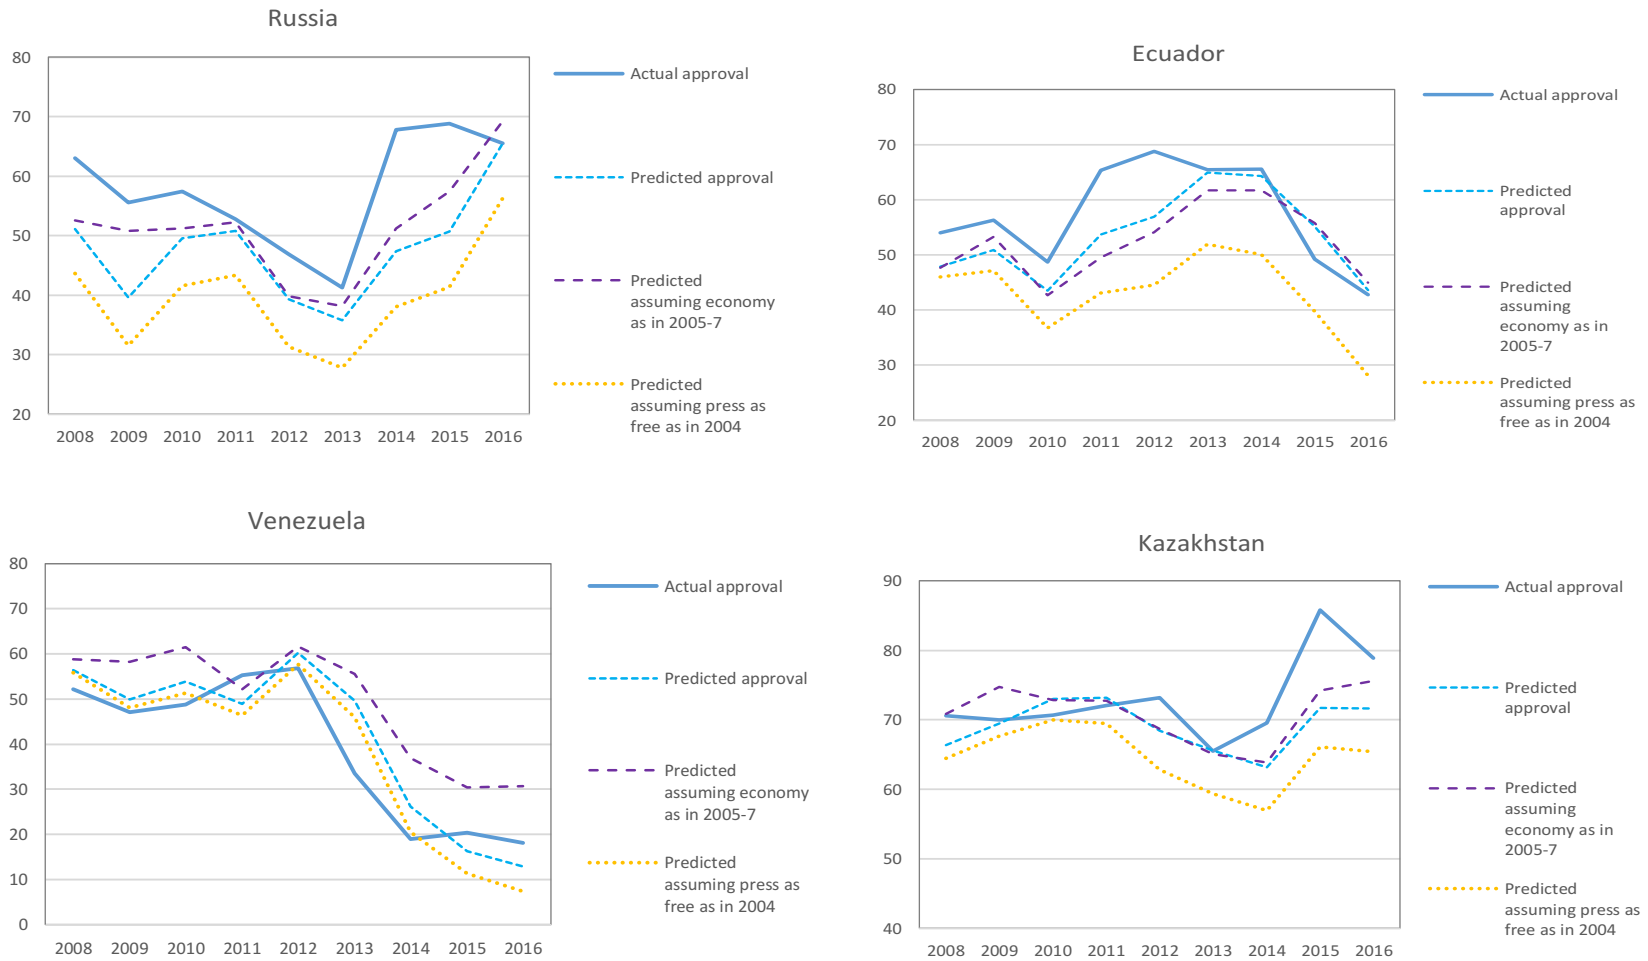 Russia
80
70
60
50
40
30
20
2008 2009 2010 2011 2012 2013 2014 2015 2016
Actual approval
Predicted approval
Predicted
assuming economy
as in 2005-7
Predicted
assuming press as
free as in 2004
Ecuador
80
70
60
50
40
30
20
2008 2009 2010 2011 2012 2013 2014 2015 2016
Actual approval
Predicted
approval
Predicted
assuming
economy as in
2005-7
Predicted
assuming press as
free as in 2004
Venezuela
80
70
60
50
40
30
20
10
0
2008 2009 2010 2011 2012 2013 2014 2015 2016
Actual approval
Predicted approval
Predicted
assuming economy
as in 2005-7
Predicted
assuming press as
free as in 2004
Kazakhstan
90
80
70
60
50
40
2008 2009 2010 2011 2012 2013 2014 2015 2016
Actual approval
Predicted
approval
Predicted
assuming
economy as in
2005-7
Predicted
assuming press as
free as in 2004